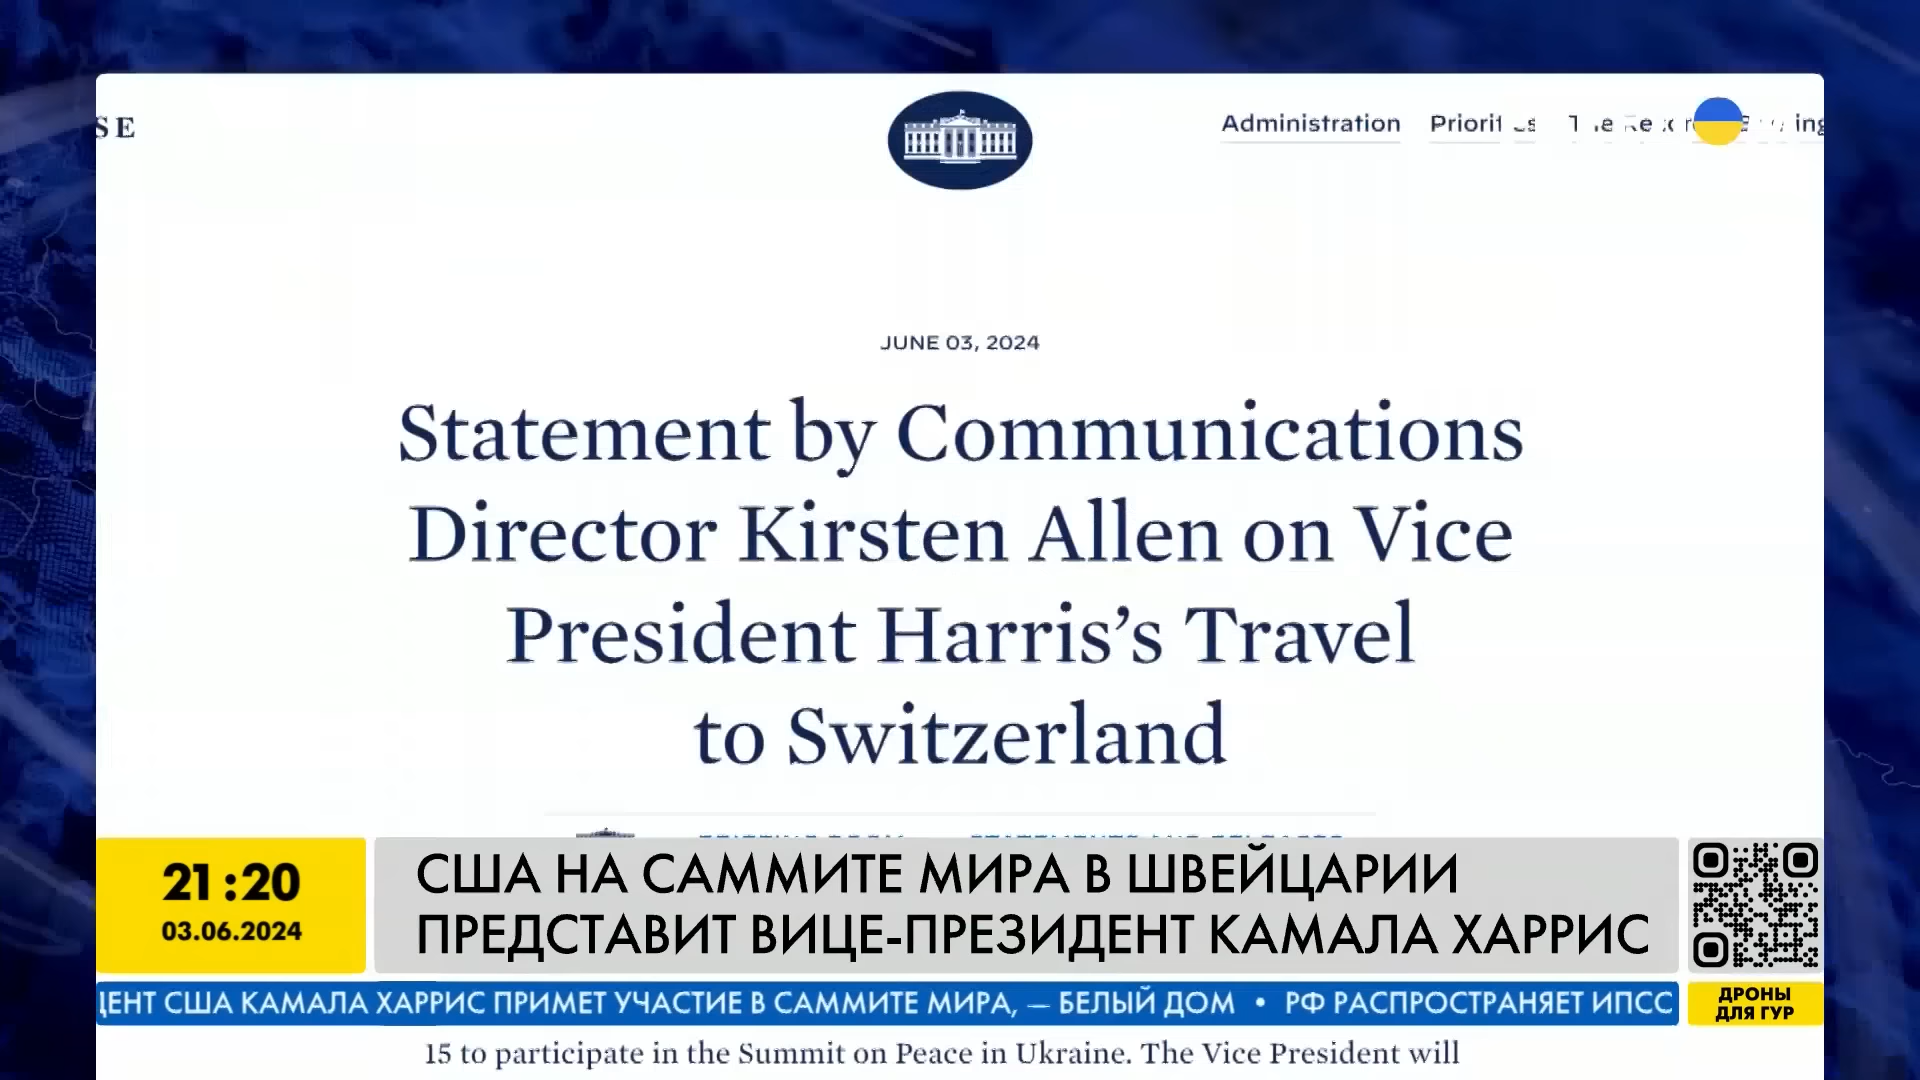 SE
Administration
JUNE 03, 2024
Statement by Communications
Director Kirsten Allen on Vice
President Harris’s Travel
to Switzerland
21:20
03.06.2024
США НА САММИТЕ МИРА В ШВЕЙЦАРИИ
ПРЕДСТАВИТ ВИЦЕ-ПРЕЗИДЕНТ КАМАЛА ХАРРИС
ДЕНТ США КАМАЛА ХАРРИС ПРИМЕТ УЧАСТИЕ В САММИТЕ МИРА, — БЕЛЫЙ ДОМ • РФ РАСПРОСТРАНЯЕТ ИПСС
ДРОНЫ
ДЛЯ ГУР
15 to participate in the Summit on Peace in Ukraine. The Vice President will